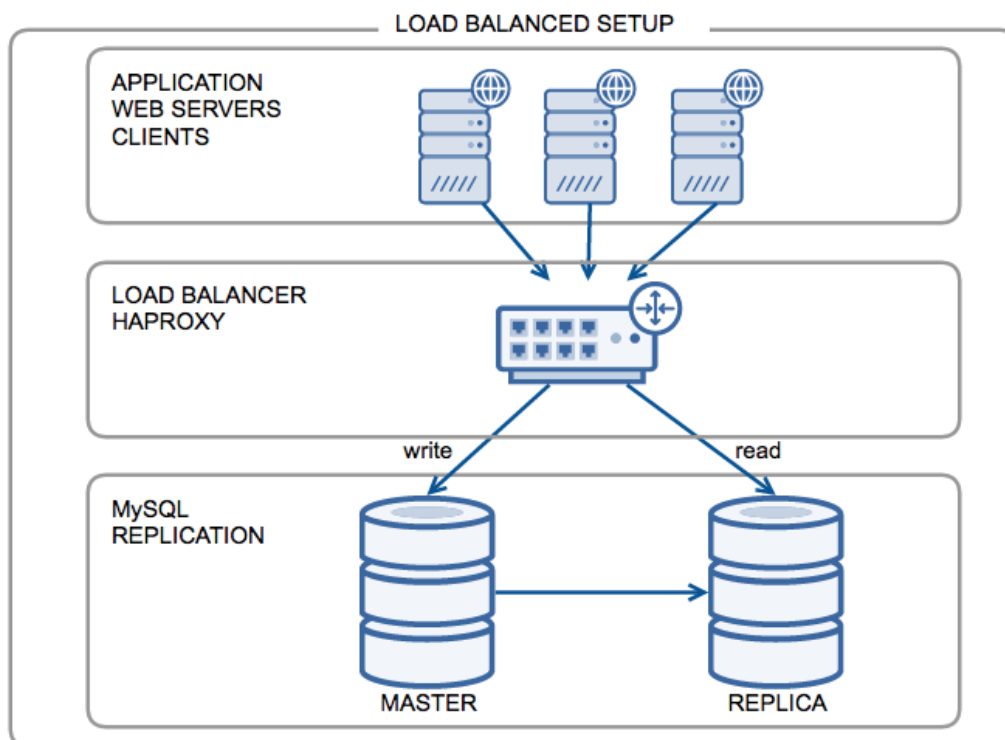 LOAD BALANCED SETUP
APPLICATION
WEB SERVERS
CLIENTS
LOAD BALANCER
HAPROXY
write
read
MySQL
REPLICATION
MASTER
REPLICA